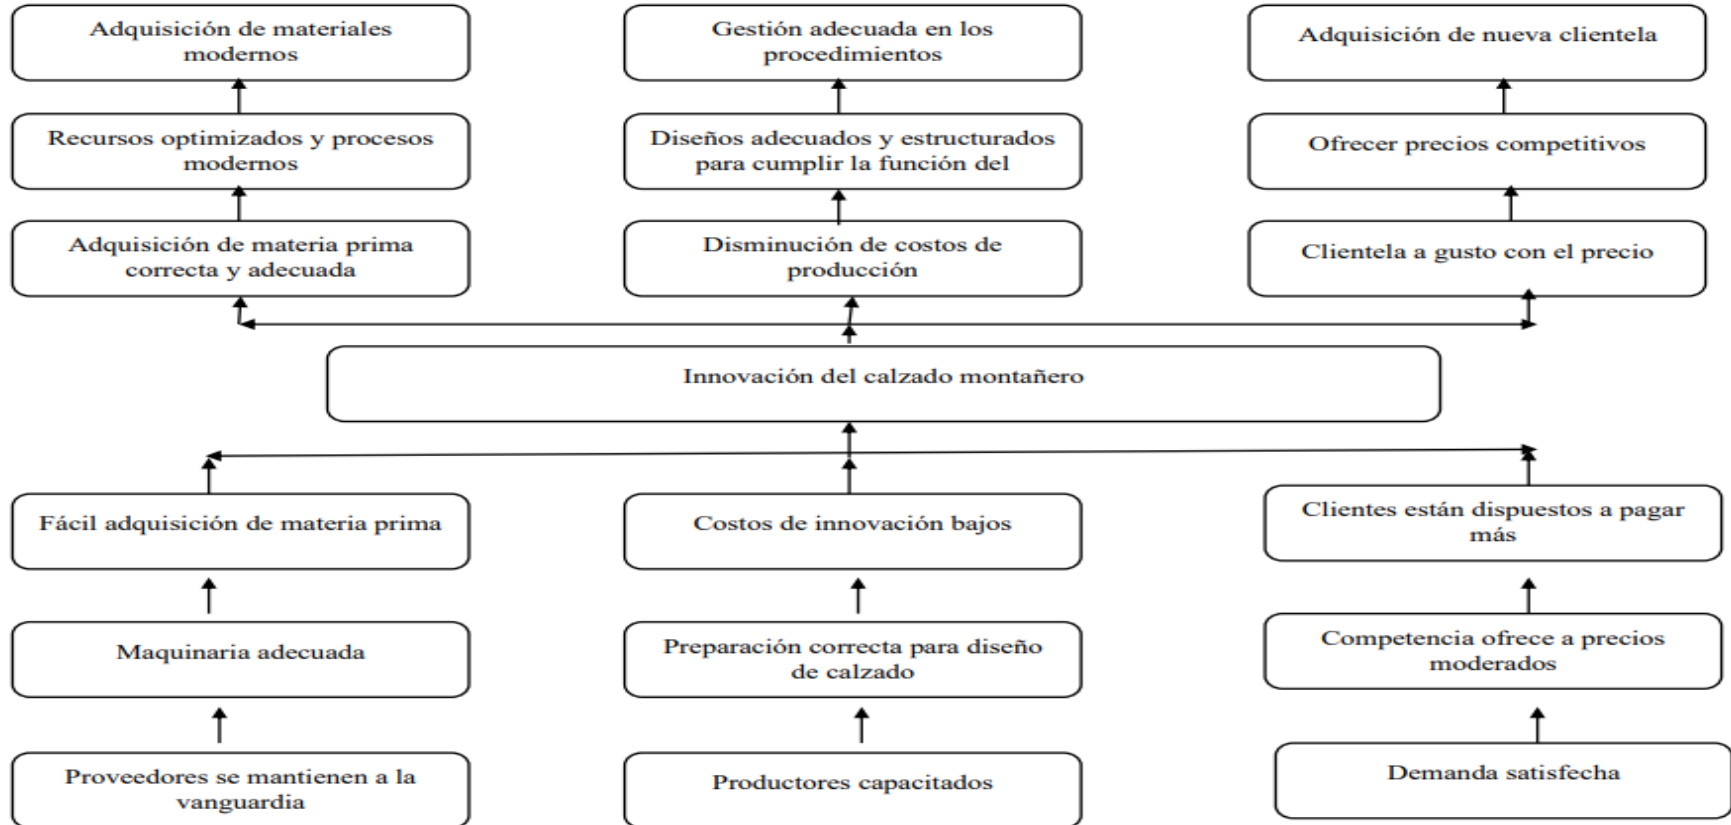 Adquisición de materiales
modernos
Gestión adecuada en los
procedimientos
Adquisición de nueva clientela
Recursos optimizados y procesos
modernos
Diseños adecuados y estructurados
para cumplir la función del
Ofrecer precios competitivos
Adquisición de materia prima
correcta y adecuada
Disminución de costos de
producción
Clientela a gusto con el precio
Innovación del calzado montañero
Fácil adquisición de materia prima
Costos de innovación bajos
Clientes están dispuestos a pagar
más
Maquinaria adecuada
Preparación correcta para diseño
de calzado
Competencia ofrece a precios
moderados
Proveedores se mantienen a la
vanguardia
Productores capacitados
Demanda satisfecha